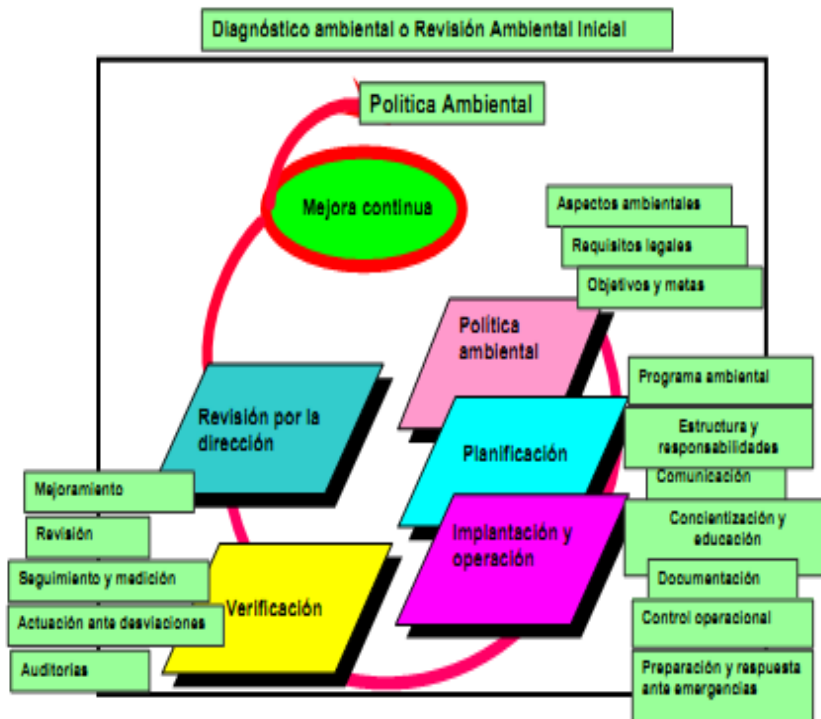 Diagnóstico ambiental o Revisión Ambiental Inicial
Politica Ambiental
Mejora continua
Aspectos ambientales
Requisitos legales
Objetivos y metas
Política
ambiental
Programa ambiental
Revisión por la
dirección
Estructura y
responsabilidades
Planificación
Comunicación
Mejoramiento
Concientización y
educación
Implantación y
operación
Revisión
Seguimiento y medición
Documentación
Verificación
Actuación ante desviaciones
Control operacional
Auditorias
Preparación y respuesta
ante emergencias